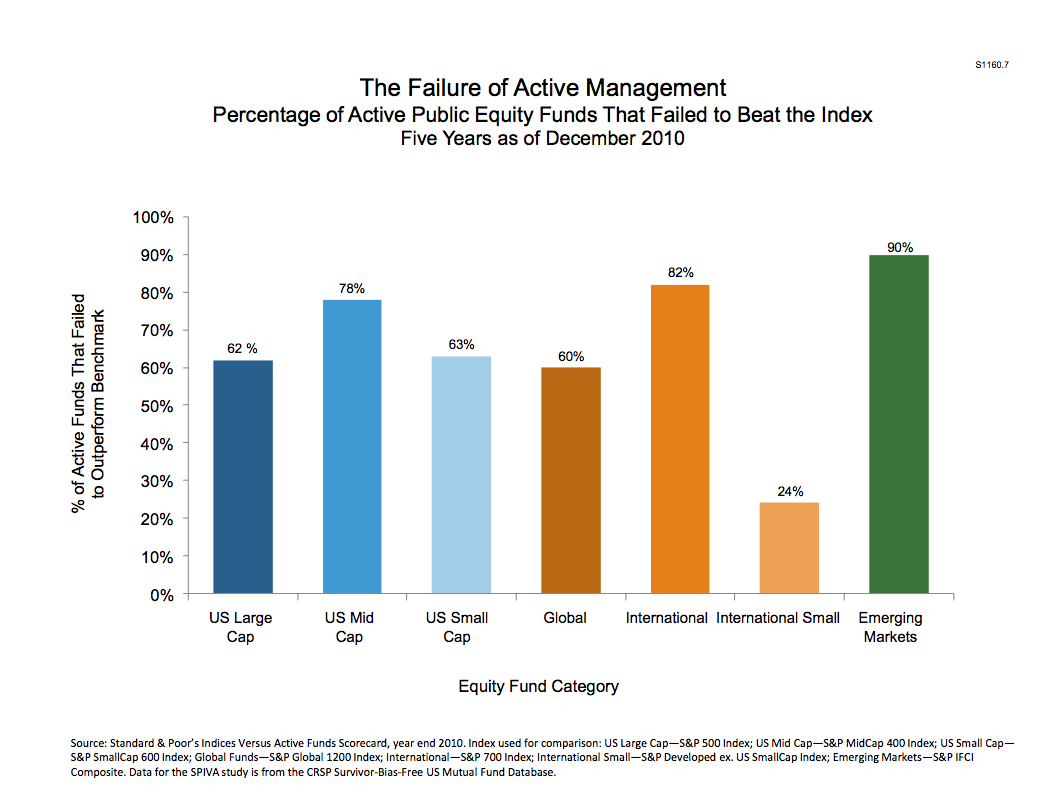 S1160.7
The Failure of Active Management
Percentage of Active Public Equity Funds That Failed to Beat the Index
Five Years as of December 2010
% of Active Funds That Failed
to Outperform Benchmark
100%
90%
80%
70%
60%
50%
40%
30%
20%
10%
0%
62 %
78%
63%
60%
82%
24%
90%
US Large
Cap
US Mid
Cap
US Small
Cap
Global
International
International Small
Emerging
Markets
Equity Fund Category
Source: Standard & Poor's Indices Versus Active Funds Scorecard, year end 2010. Index used for comparison: US Large Cap—S&P 500 Index; US Mid Cap—S&P MidCap 400 Index; US Small Cap—
S&P SmallCap 600 Index; Global Funds—S&P Global 1200 Index; International—S&P 700 Index; International Small—S&P Developed ex. US SmallCap Index; Emerging Markets—S&P IFCI
Composite. Data for the SPIVA study is from the CRSP Survivor-Bias-Free US Mutual Fund Database.